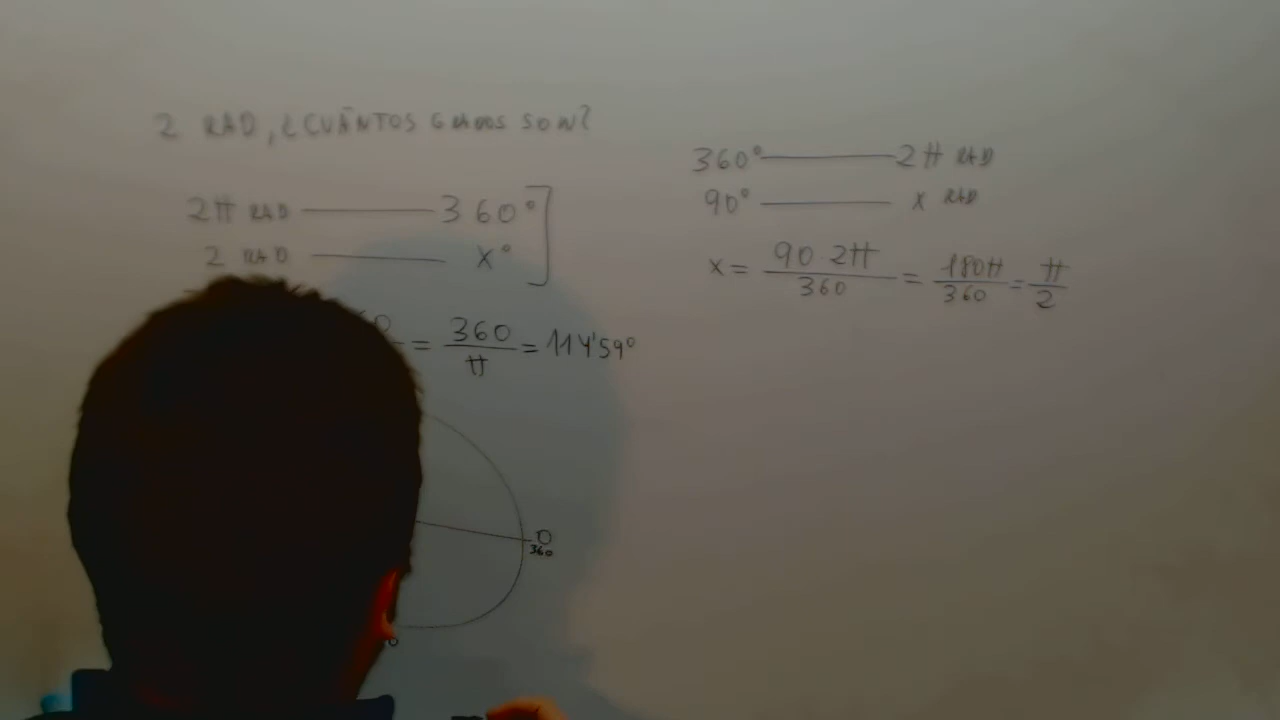 2 RAD, ¿CUÁNTOS GRADOS SON?
2π RAD ——— 360°
2 RAD ——— x°
= 360/π = 114'59°
0
360
360° ——— 2π RAD
90° ——— x RAD
x = 90·2π/360 = 180π/360 = π/2